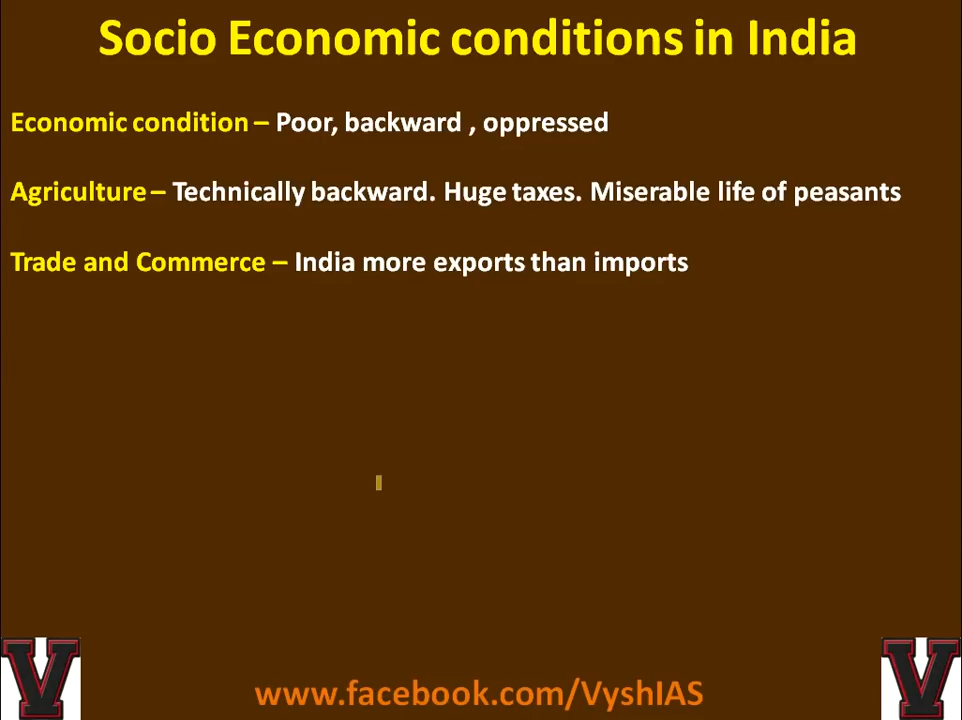 Socio Economic conditions in India
Economic condition – Poor, backward , oppressed
Agriculture – Technically backward. Huge taxes. Miserable life of peasants
Trade and Commerce – India more exports than imports
V
V
www.facebook.com/VyshIAS